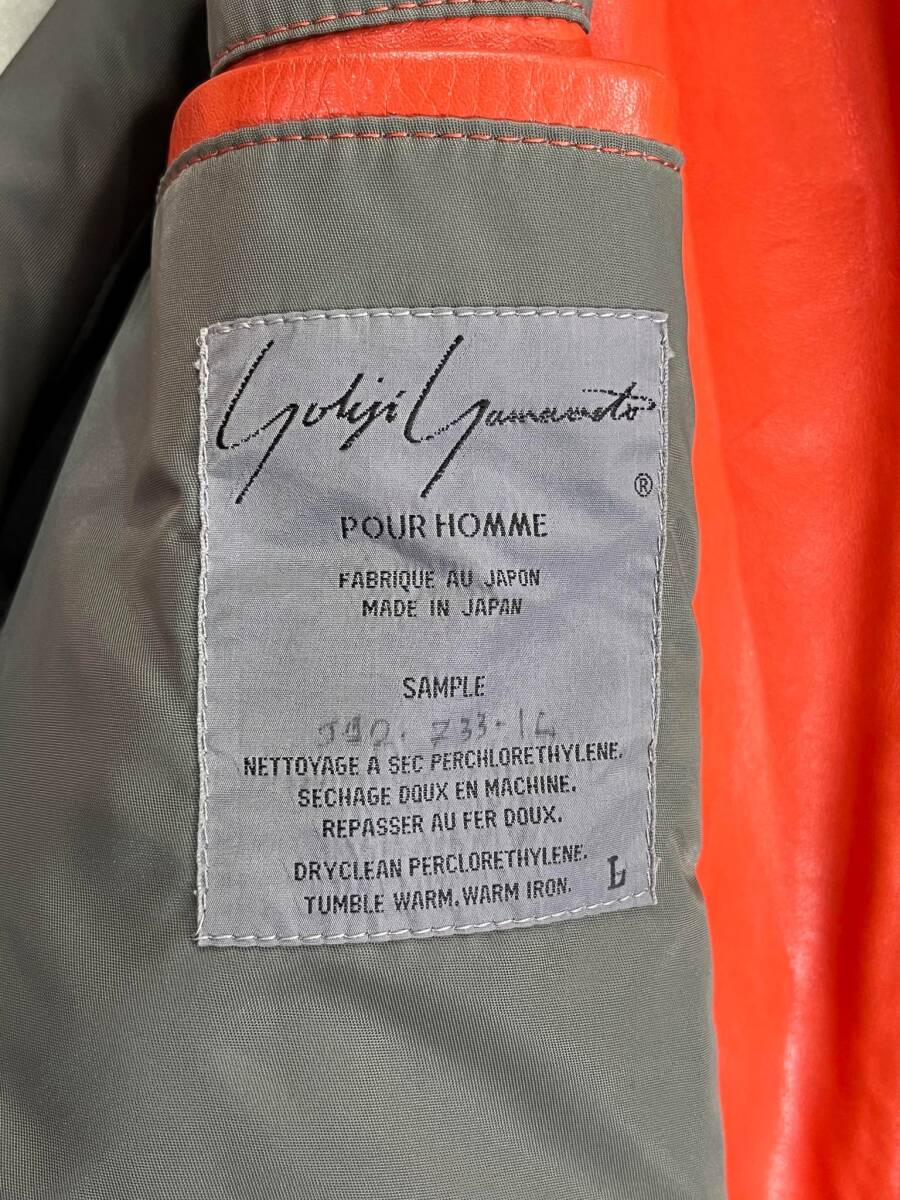 Yohji Yamamoto
®
POUR HOMME
FABRIQUE AU JAPON
MADE IN JAPAN
SAMPLE
NETTOYAGE A SEC PERCHLORETHYLENE.
SECHAGE DOUX EN MACHINE.
REPASSER AU FER DOUX.
DRYCLEAN PERCLORETHYLENE.
TUMBLE WARM.WARM IRON.
L